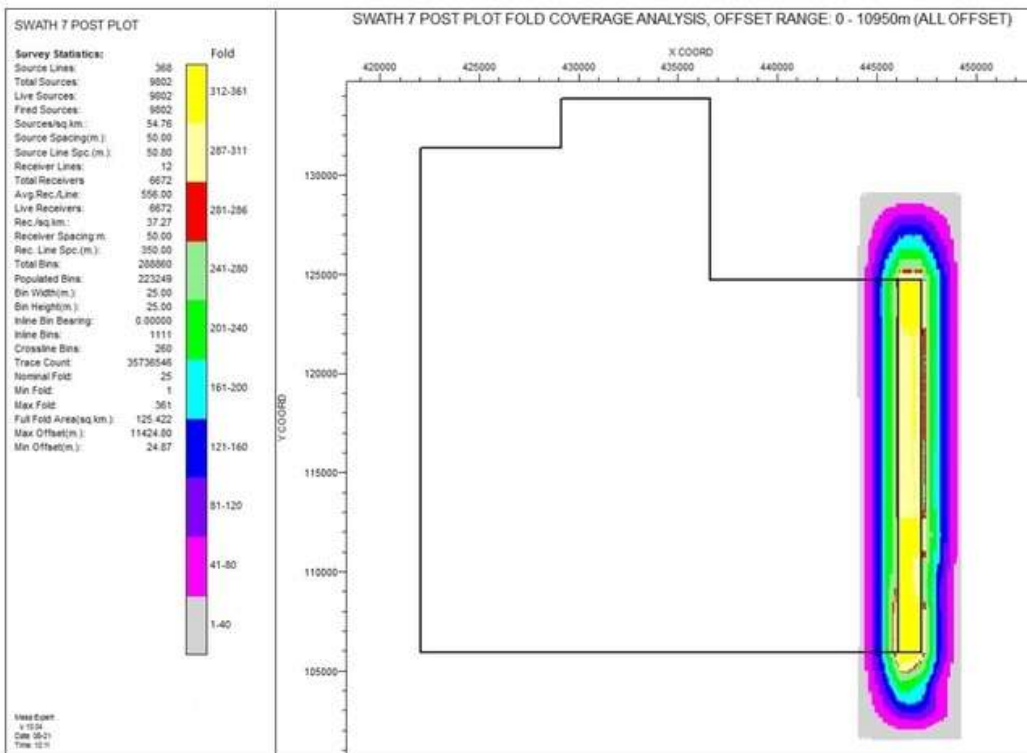 SWATH 7 POST PLOT
Survey Statistics:
Source Lines: 368
Total Sources: 9802
Live Sources: 9802
Fired Sources: 9802
Sources/sq.km.: 54.76
Source Spacing(m.): 50.00
Source Line Spc.(m.): 50.80
Receiver Lines: 12
Total Receivers 6672
Avg.Rec./Line: 556.00
Live Receivers: 6672
Rec./sq.km.: 37.27
Receiver Spacing:m. 50.00
Rec. Line Spc.(m.): 350.00
Total Bins: 288860
Populated Bins: 223249
Bin Width(m.): 25.00
Bin Height(m.): 25.00
Inline Bin Bearing: 0.00000
Inline Bins: 1111
Crossline Bins: 260
Trace Count: 35736546
Nominal Fold: 25
Min Fold: 1
Max Fold: 361
Full Fold Area(sq.km.): 125.422
Max Offset(m.): 11424.80
Min Offset(m.): 24.87
Fold
312-361
287-311
281-286
241-280
201-240
161-200
121-160
81-120
41-80
1-40
SWATH 7 POST PLOT FOLD COVERAGE ANALYSIS, OFFSET RANGE: 0 - 10950m (ALL OFFSET)
X COORD
420000 425000 430000 435000 440000 445000 450000
Y COORD
130000
125000
120000
115000
110000
105000
Mesa Expert